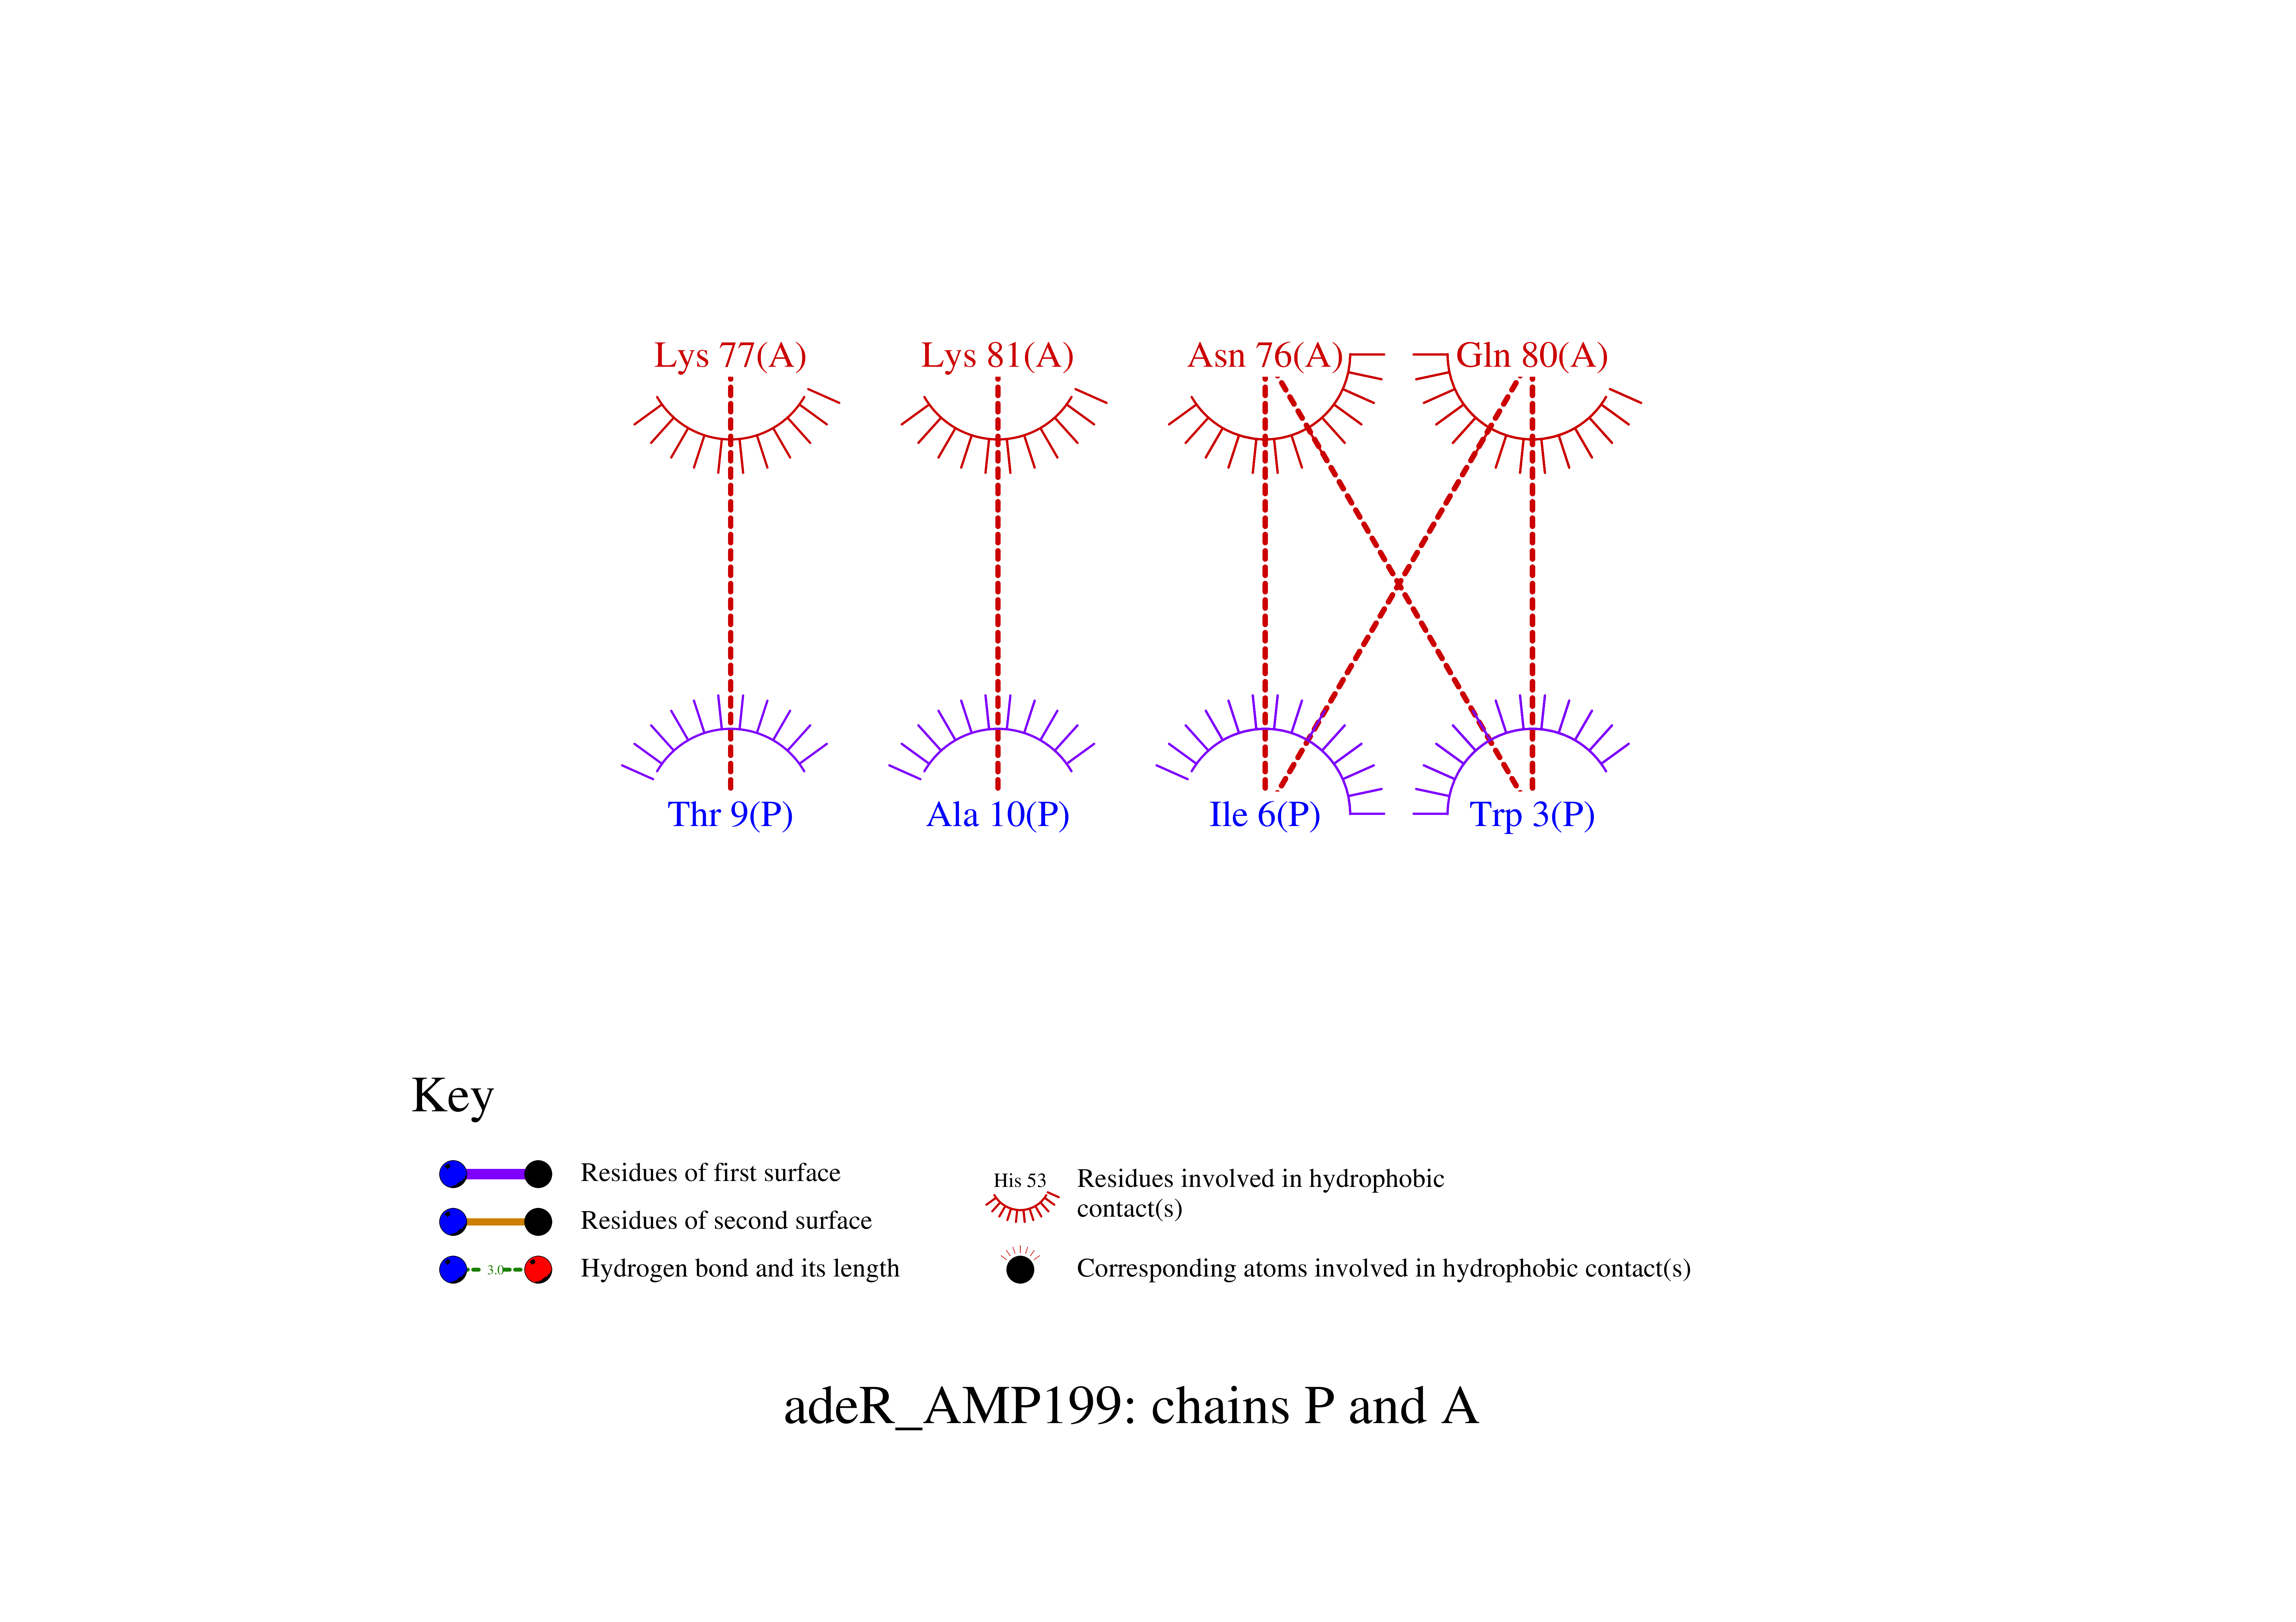 Lys 77(A) Lys 81(A) Asn 76(A) Gln 80(A)
Thr 9(P) Ala 10(P) Ile 6(P) Trp 3(P)
Key
Residues of first surface
Residues of second surface
3.0 Hydrogen bond and its length
His 53 Residues involved in hydrophobic
contact(s)
Corresponding atoms involved in hydrophobic contact(s)
adeR_AMP199: chains P and A